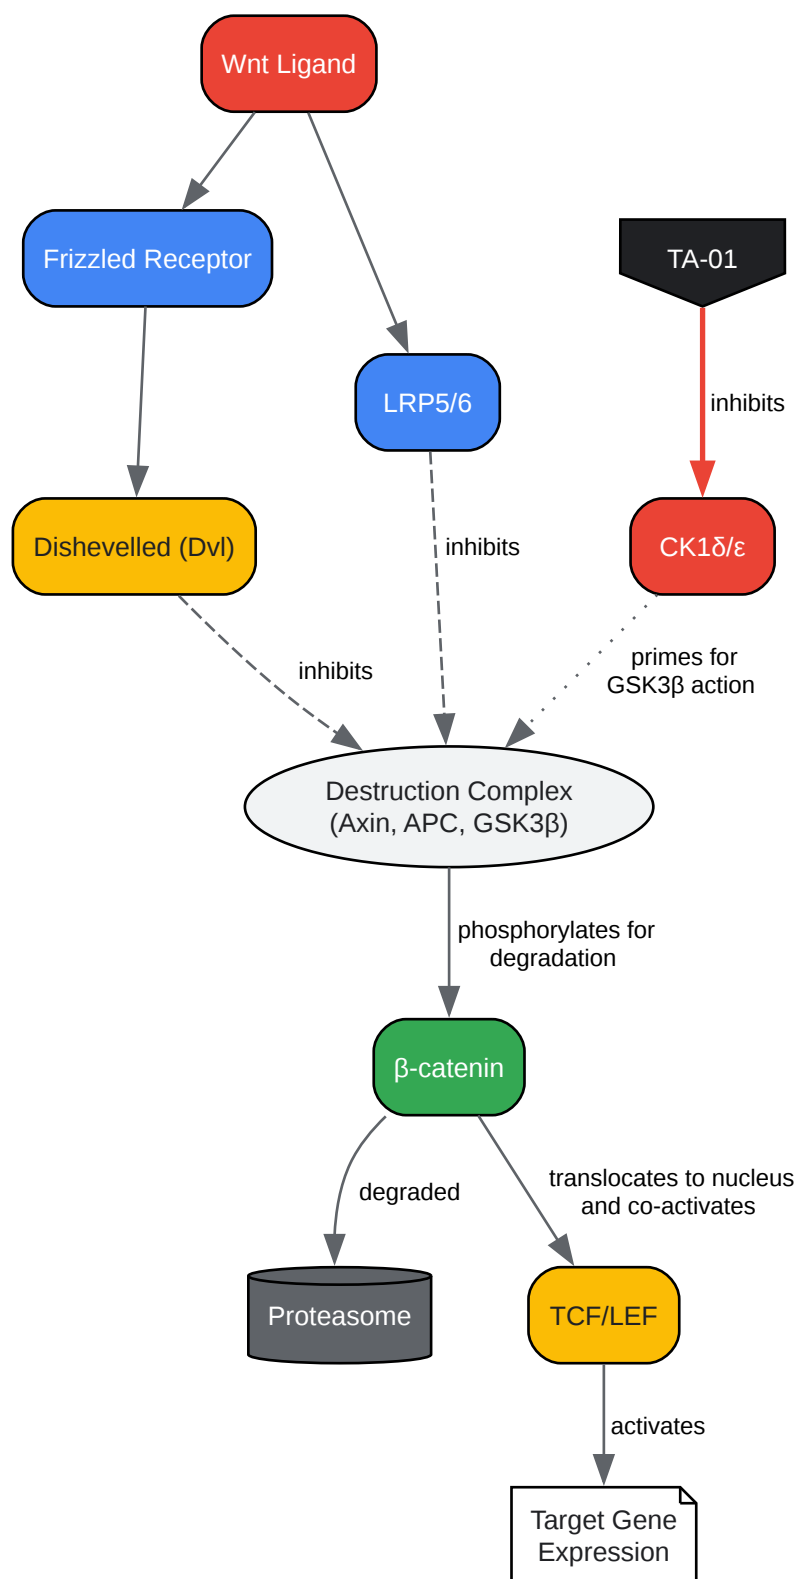 Wnt Ligand
Frizzled Receptor
TA-01
LRP5/6
inhibits
Dishevelled (Dvl)
inhibits
CK1δ/ε
inhibits
primes for
GSK3β action
Destruction Complex
(Axin, APC, GSK3β)
phosphorylates for
degradation
β-catenin
degraded
translocates to nucleus
and co-activates
Proteasome
TCF/LEF
activates
Target Gene
Expression